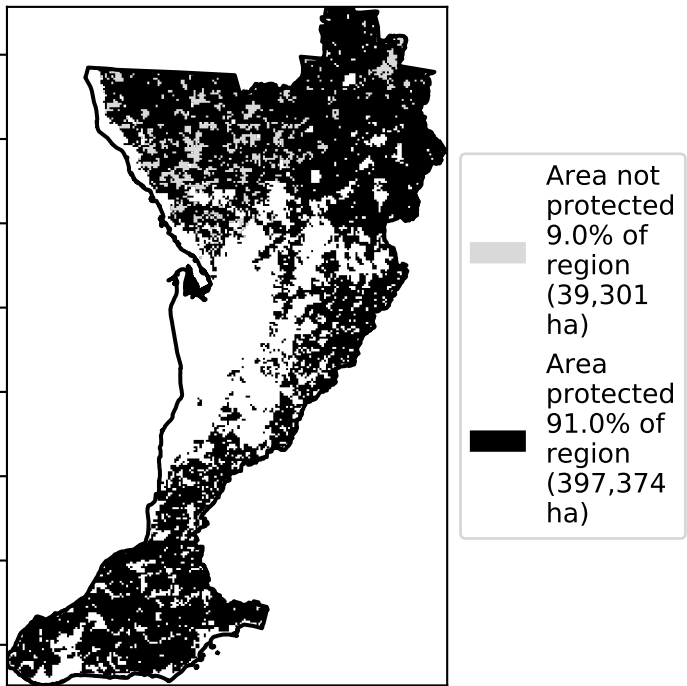 Area not
protected
9.0% of
region
(39,301
ha)
Area
protected
91.0% of
region
(397,374
ha)